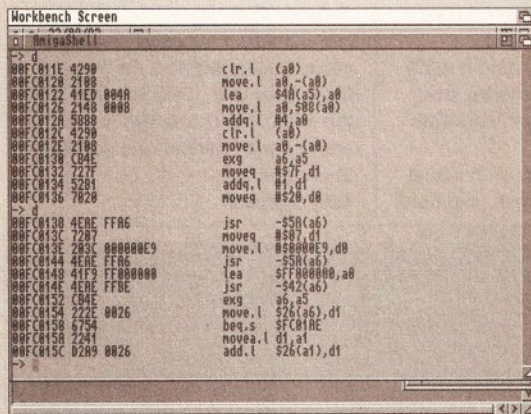 Workbench Screen
AmigaShell
-> d
00FC011E 4290 clr.l (a0)
00FC0120 2108 move.l a0,-(a0)
00FC0122 41ED 004A lea $4A(a5),a0
00FC0126 2148 0008 move.l a0,$08(a0)
00FC012A 5888 addq.l #4,a0
00FC012C 4290 clr.l (a0)
00FC012E 2108 move.l a0,-(a0)
00FC0130 CB4E exg a6,a5
00FC0132 727F moveq #$7F,d1
00FC0134 5281 addq.l #1,d1
00FC0136 7020 moveq #$20,d0
-> d
00FC0138 4EAE FFA6 jsr -$5A(a6)
00FC013C 7207 moveq #$07,d1
00FC013E 203C 000000E9 move.l #$0000E9,d0
00FC0144 4EAE FFA6 jsr -$5A(a6)
00FC0148 41F9 FF000000 lea $FF000000,a0
00FC014E 4EAE FFBE jsr -$42(a6)
00FC0152 CB4E exg a6,a5
00FC0154 222E 0026 move.l $26(a6),d1
00FC0158 6754 beq.s $FC01AE
00FC015A 2241 movea.l d1,a1
00FC015C D2A9 0026 add.l $26(a1),d1
->